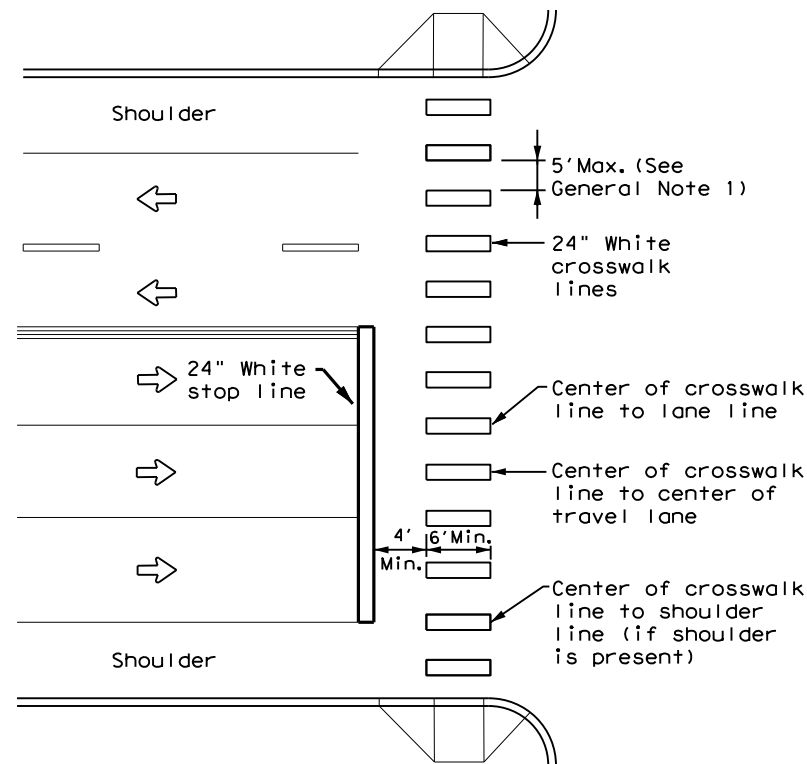 Shoulder
5'Max. (See
General Note 1)
24" White
crosswalk
lines
24" White
stop line
Center of crosswalk
line to lane line
Center of crosswalk
line to center of
travel lane
4'
Min.
6'Min.
Center of crosswalk
line to shoulder
line (if shoulder
is present)
Shoulder